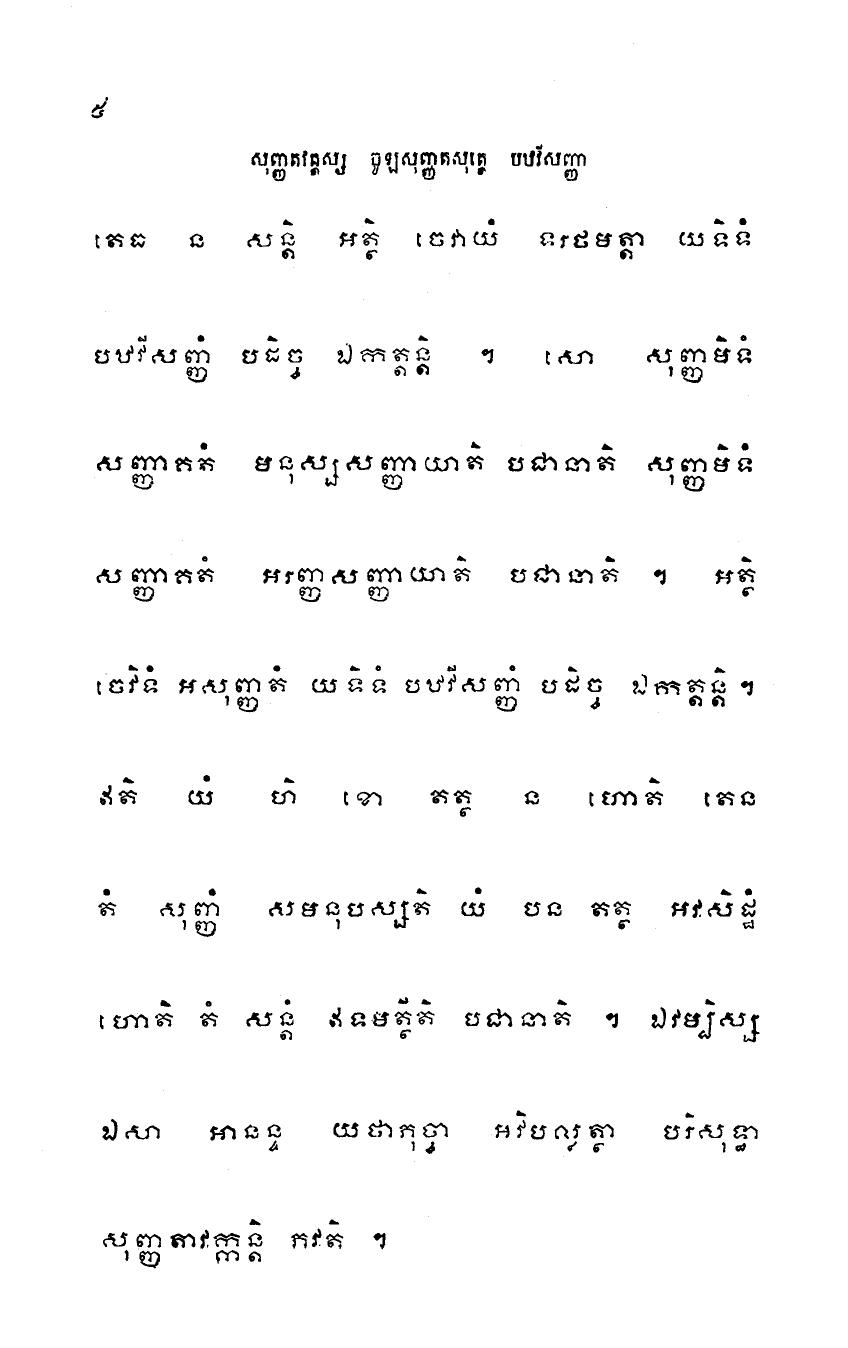 ៥
សុញ្ញតវគ្គស្ស ចូឡសុញ្ញតសុត្តេ បឋវីសញ្ញា
តេធ ន សន្តិ អត្ថិ ចេវាយំ ទរថមត្តា យទិទំ
បឋវីសញ្ញំ បដិច្ច ឯកត្តន្តិ ។ សោ សុញ្ញមិទំ
សញ្ញាគតំ មនុស្សសញ្ញាយាតិ បជានាតិ សុញ្ញមិទំ
សញ្ញាគតំ អរញ្ញសញ្ញាយាតិ បជានាតិ ។ អត្ថិ
ចេវិទំ អសុញ្ញតំ យទិទំ បឋវីសញ្ញំ បដិច្ច ឯកត្តន្តិ ។
ឥតិ យំ ហិ ខោ តត្ថ ន ហោតិ តេន
តំ សុញ្ញំ សមនុបស្សតិ យំ បន តត្ថ អវសិដ្ឋំ
ហោតិ តំ សន្តំ ឥទមត្ថីតិ បជានាតិ ។ ឯវម្បិស្ស
ឯសា អានន្ទ យថាភុច្ចា អវិបល្លត្ថា បរិសុទ្ធា
សុញ្ញតាវក្កន្តិ ភវតិ ។